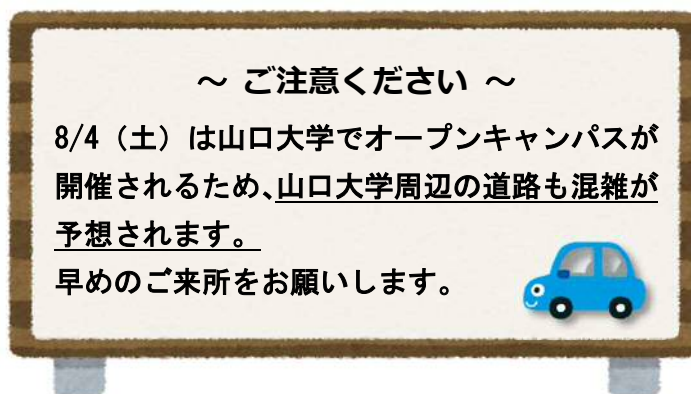 ～ ご注意ください ～
8/4（土）は山口大学でオープンキャンパスが
開催されるため、山口大学周辺の道路も混雑が
予想されます。
早めのご来所をお願いします。